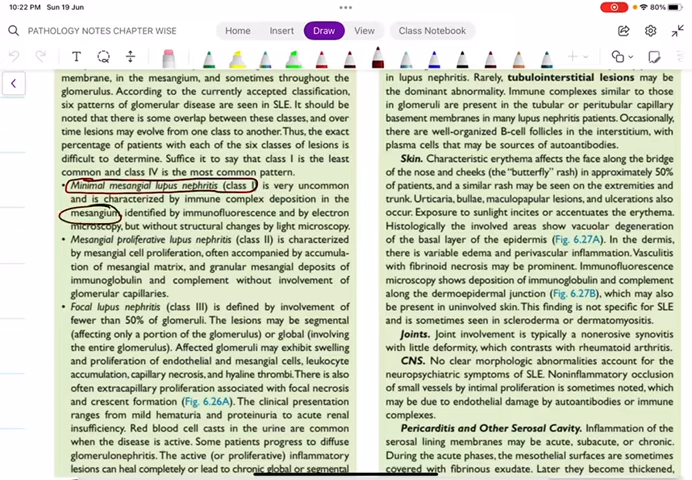 10:22 PM Sun 19 Jun
80%
PATHOLOGY NOTES CHAPTER WISE
Home Insert Draw View Class Notebook
membrane, in the mesangium, and sometimes throughout the
glomerulus. According to the currently accepted classification,
six patterns of glomerular disease are seen in SLE. It should be
noted that there is some overlap between these classes, and over
time lesions may evolve from one class to another. Thus, the exact
percentage of patients with each of the six classes of lesions
is difficult to determine. Suffice it to say that class I is the least
common and class IV is the most common pattern.
• Minimal mesangial lupus nephritis (class I) is very uncommon
and is characterized by immune complex deposition in the
mesangium, identified by immunofluorescence and by electron
microscopy, but without structural changes by light microscopy.
• Mesangial proliferative lupus nephritis (class II) is characterized
by mesangial cell proliferation, often accompanied by accumula-
tion of mesangial matrix, and granular mesangial deposits of
immunoglobulin and complement without involvement of
glomerular capillaries.
• Focal lupus nephritis (class III) is defined by involvement of
fewer than 50% of glomeruli. The lesions may be segmental
(affecting only a portion of the glomerulus) or global (involving
the entire glomerulus). Affected glomeruli may exhibit swelling
and proliferation of endothelial and mesangial cells, leukocyte
accumulation, capillary necrosis, and hyaline thrombi. There is also
often extracapillary proliferation associated with focal necrosis
and crescent formation (Fig. 6.26A). The clinical presentation
ranges from mild hematuria and proteinuria to acute renal
insufficiency. Red blood cell casts in the urine are common
when the disease is active. Some patients progress to diffuse
glomerulonephritis. The active (or proliferative) inflammatory
lesions can heal completely or lead to chronic global or segmental
in lupus nephritis. Rarely, tubulointerstitial lesions may be
the dominant abnormality. Immune complexes similar to those
in glomeruli are present in the tubular or peritubular capillary
basement membranes in many lupus nephritis patients. Occasionally,
there are well-organized B-cell follicles in the interstitium, with
plasma cells that may be sources of autoantibodies.
Skin. Characteristic erythema affects the face along the bridge
of the nose and cheeks (the "butterfly" rash) in approximately 50%
of patients, and a similar rash may be seen on the extremities and
trunk. Urticaria, bullae, maculopapular lesions, and ulcerations also
occur. Exposure to sunlight incites or accentuates the erythema.
Histologically the involved areas show vacuolar degeneration
of the basal layer of the epidermis (Fig. 6.27A). In the dermis,
there is variable edema and perivascular inflammation. Vasculitis
with fibrinoid necrosis may be prominent. Immunofluorescence
microscopy shows deposition of immunoglobulin and complement
along the dermoepidermal junction (Fig. 6.27B), which may also
be present in uninvolved skin. This finding is not specific for SLE
and is sometimes seen in scleroderma or dermatomyositis.
Joints. Joint involvement is typically a nonerosive synovitis
with little deformity, which contrasts with rheumatoid arthritis.
CNS. No clear morphologic abnormalities account for the
neuropsychiatric symptoms of SLE. Noninflammatory occlusion
of small vessels by intimal proliferation is sometimes noted, which
may be due to endothelial damage by autoantibodies or immune
complexes.
Pericarditis and Other Serosal Cavity. Inflammation of the
serosal lining membranes may be acute, subacute, or chronic.
During the acute phases, the mesothelial surfaces are sometimes
covered with fibrinous exudate. Later they become thickened,